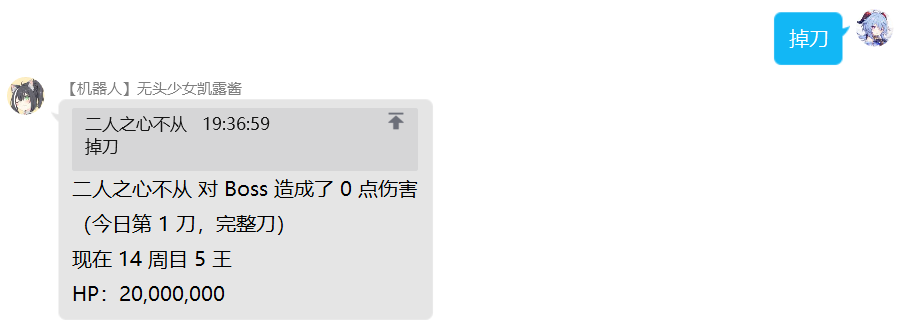 掉刀
【机器人】无头少女凯露酱
二人之心不从 19:36:59
掉刀
二人之心不从 对 Boss 造成了 0 点伤害
（今日第 1 刀，完整刀）
现在 14 周目 5 王
HP：20,000,000